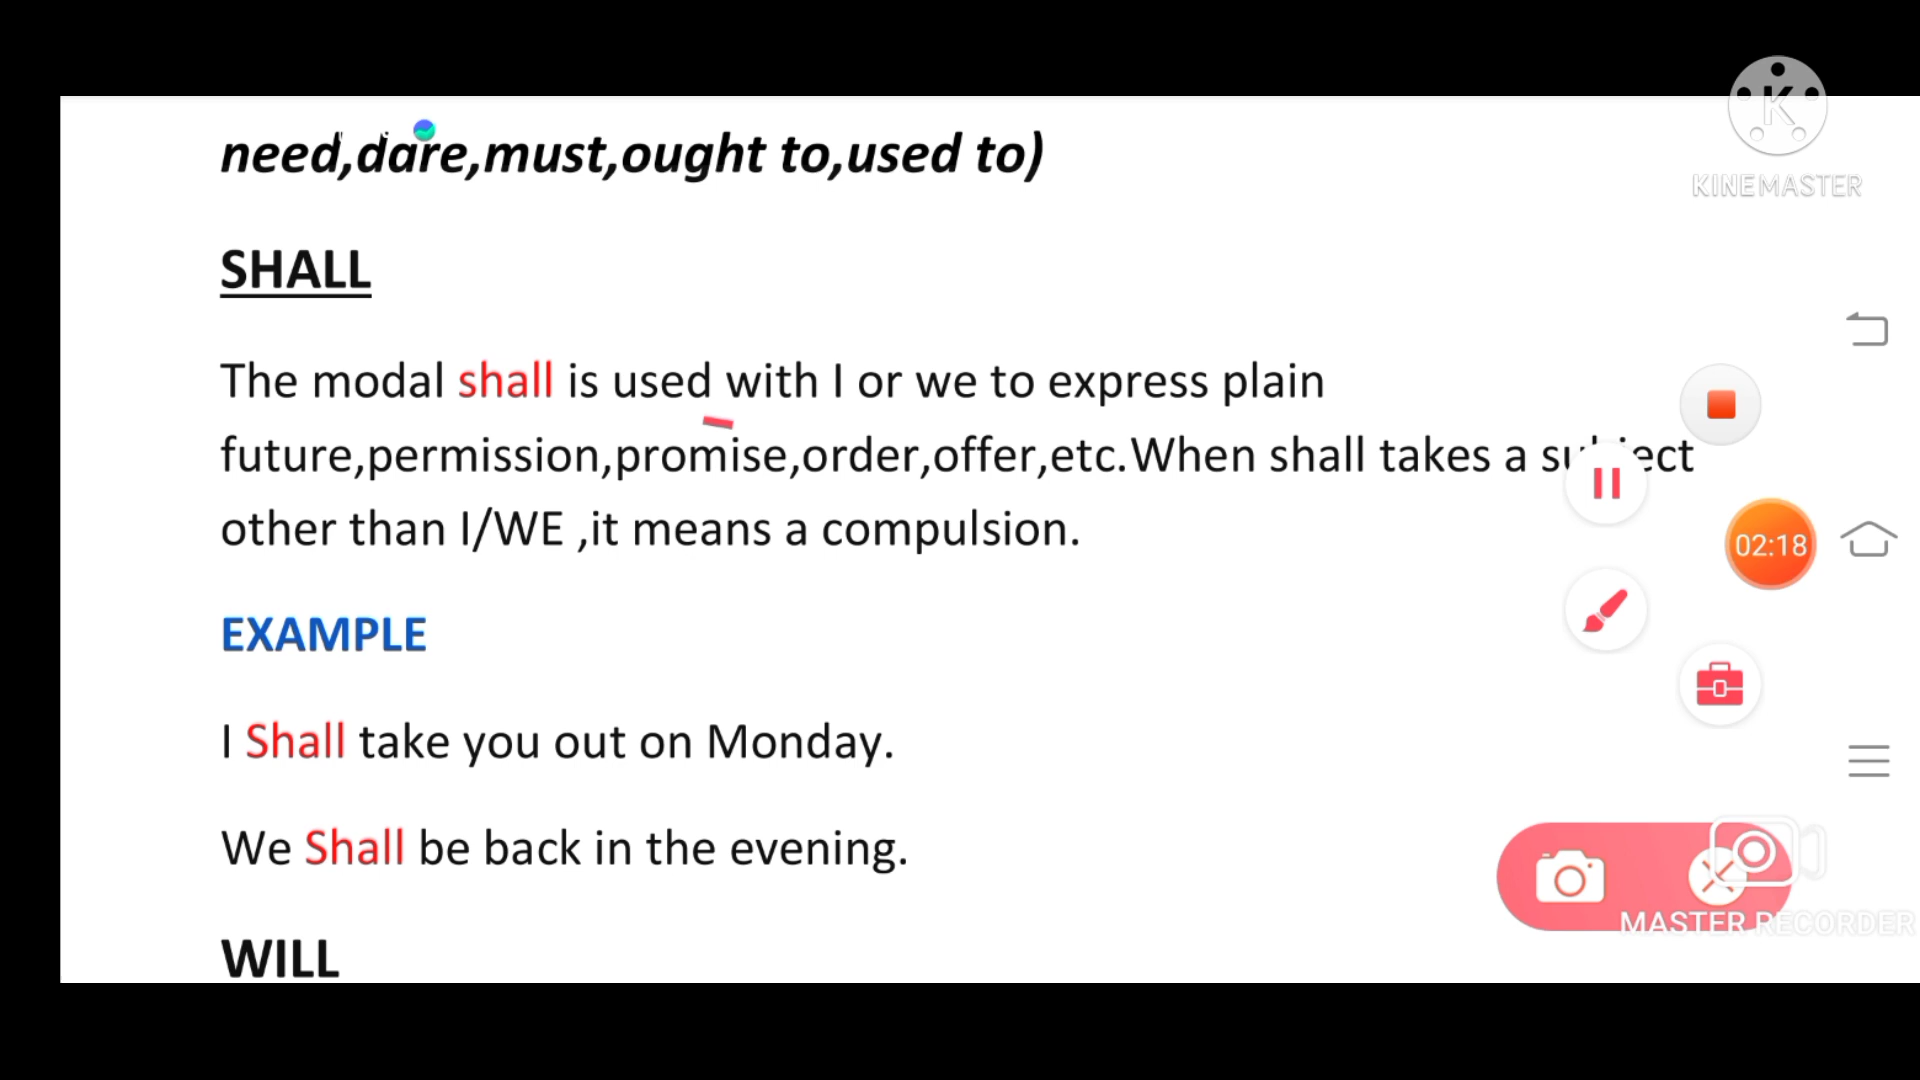 need,dare,must,ought to,used to)
KINEMASTER
SHALL
The modal shall is used with I or we to express plain
future,permission,promise,order,offer,etc.When shall takes a subject
other than I/WE ,it means a compulsion.
02:18
EXAMPLE
I Shall take you out on Monday.
We Shall be back in the evening.
MASTER RECORDER
WILL